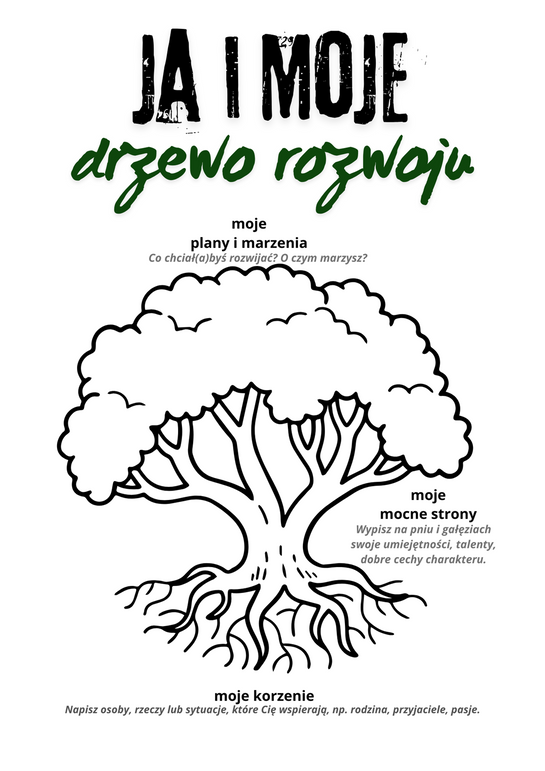 JA I MOJE
drzewo rozwoju
moje
plany i marzenia
Co chciał(a)byś rozwijać? O czym marzysz?
moje
mocne strony
Wypisz na pniu i gałęziach
swoje umiejętności, talenty,
dobre cechy charakteru.
moje korzenie
Napisz osoby, rzeczy lub sytuacje, które Cię wspierają, np. rodzina, przyjaciele, pasje.